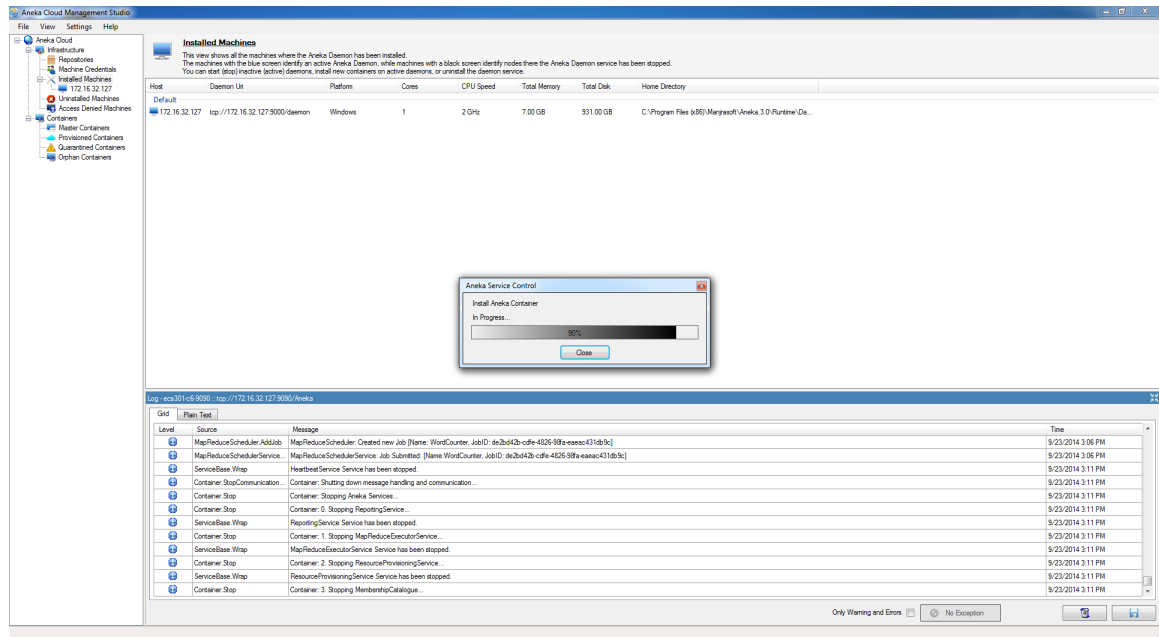 Aneka Cloud Management Studio
File View Settings Help
Aneka Cloud
Infrastructure
Repositories
Machine Credentials
Installed Machines
172.16.32.127
Uninstalled Machines
Access Denied Machines
Containers
Master Containers
Provisioned Containers
Quarantined Containers
Orphan Containers
Installed Machines
This view shows all the machines where the Aneka Daemon has been installed.
The machines with the blue screen identify an active Aneka Daemon, while machines with a black screen identify nodes there the Aneka Daemon service has been stopped.
You can start (stop) inactive (active) daemons, install new containers on active daemons, or uninstall the daemon service.
Host Daemon Uri Platform Cores CPU Speed Total Memory Total Disk Home Directory
Default
172.16.32.127 tcp://172.16.32.127:9000/daemon Windows 1 2 GHz 7.00 GB 931.00 GB C:\Program Files (x86)\Manjrasoft\Aneka.3.0\Runtime\Da...
Aneka Service Control
Install Aneka Container
In Progress...
90%
Close
Log - ecs301-c6-9090 :: tcp://172.16.32.127:9090/Aneka
Grid Plain Text
Level Source Message Time
MapReduceScheduler.AddJob MapReduceScheduler: Created new Job [Name: WordCounter, JobID: de2bd42b-cdfe-4826-98fa-eaeac431db9c] 9/23/2014 3:06 PM
MapReduceSchedulerService... MapReduceSchedulerService: Job Submitted: [Name:WordCounter, JobID: de2bd42b-cdfe-4826-98fa-eaeac431db9c] 9/23/2014 3:06 PM
ServiceBase.Wrap HeartbeatService Service has been stopped. 9/23/2014 3:11 PM
Container.StopCommunication... Container: Shutting down message handling and communication... 9/23/2014 3:11 PM
Container.Stop Container: Stopping Aneka Services... 9/23/2014 3:11 PM
Container.Stop Container: 0. Stopping ReportingService... 9/23/2014 3:11 PM
ServiceBase.Wrap ReportingService Service has been stopped. 9/23/2014 3:11 PM
Container.Stop Container: 1. Stopping MapReduceExecutorService... 9/23/2014 3:11 PM
ServiceBase.Wrap MapReduceExecutorService Service has been stopped. 9/23/2014 3:11 PM
Container.Stop Container: 2. Stopping ResourceProvisioningService... 9/23/2014 3:11 PM
ServiceBase.Wrap ResourceProvisioningService Service has been stopped. 9/23/2014 3:11 PM
Container.Stop Container: 3. Stopping MembershipCatalogue... 9/23/2014 3:11 PM
Only Warning and Errors No Exception